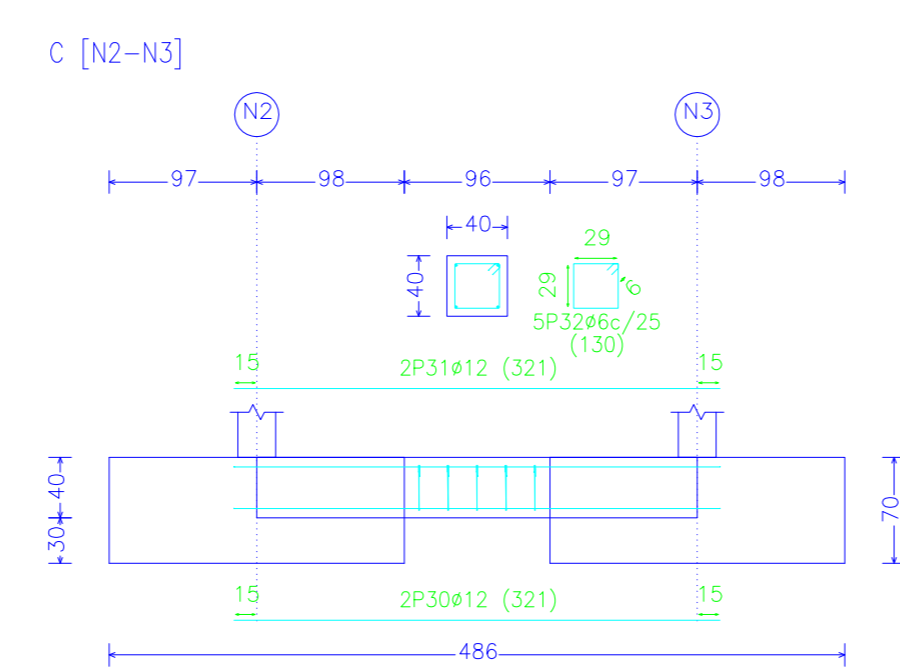 C [N2-N3]
N2 N3
97 98 96 97 98
40
29
40 29 6
5P32ø6c/25
(130)
15 2P31ø12 (321) 15
40 30 70
15 2P30ø12 (321) 15
486